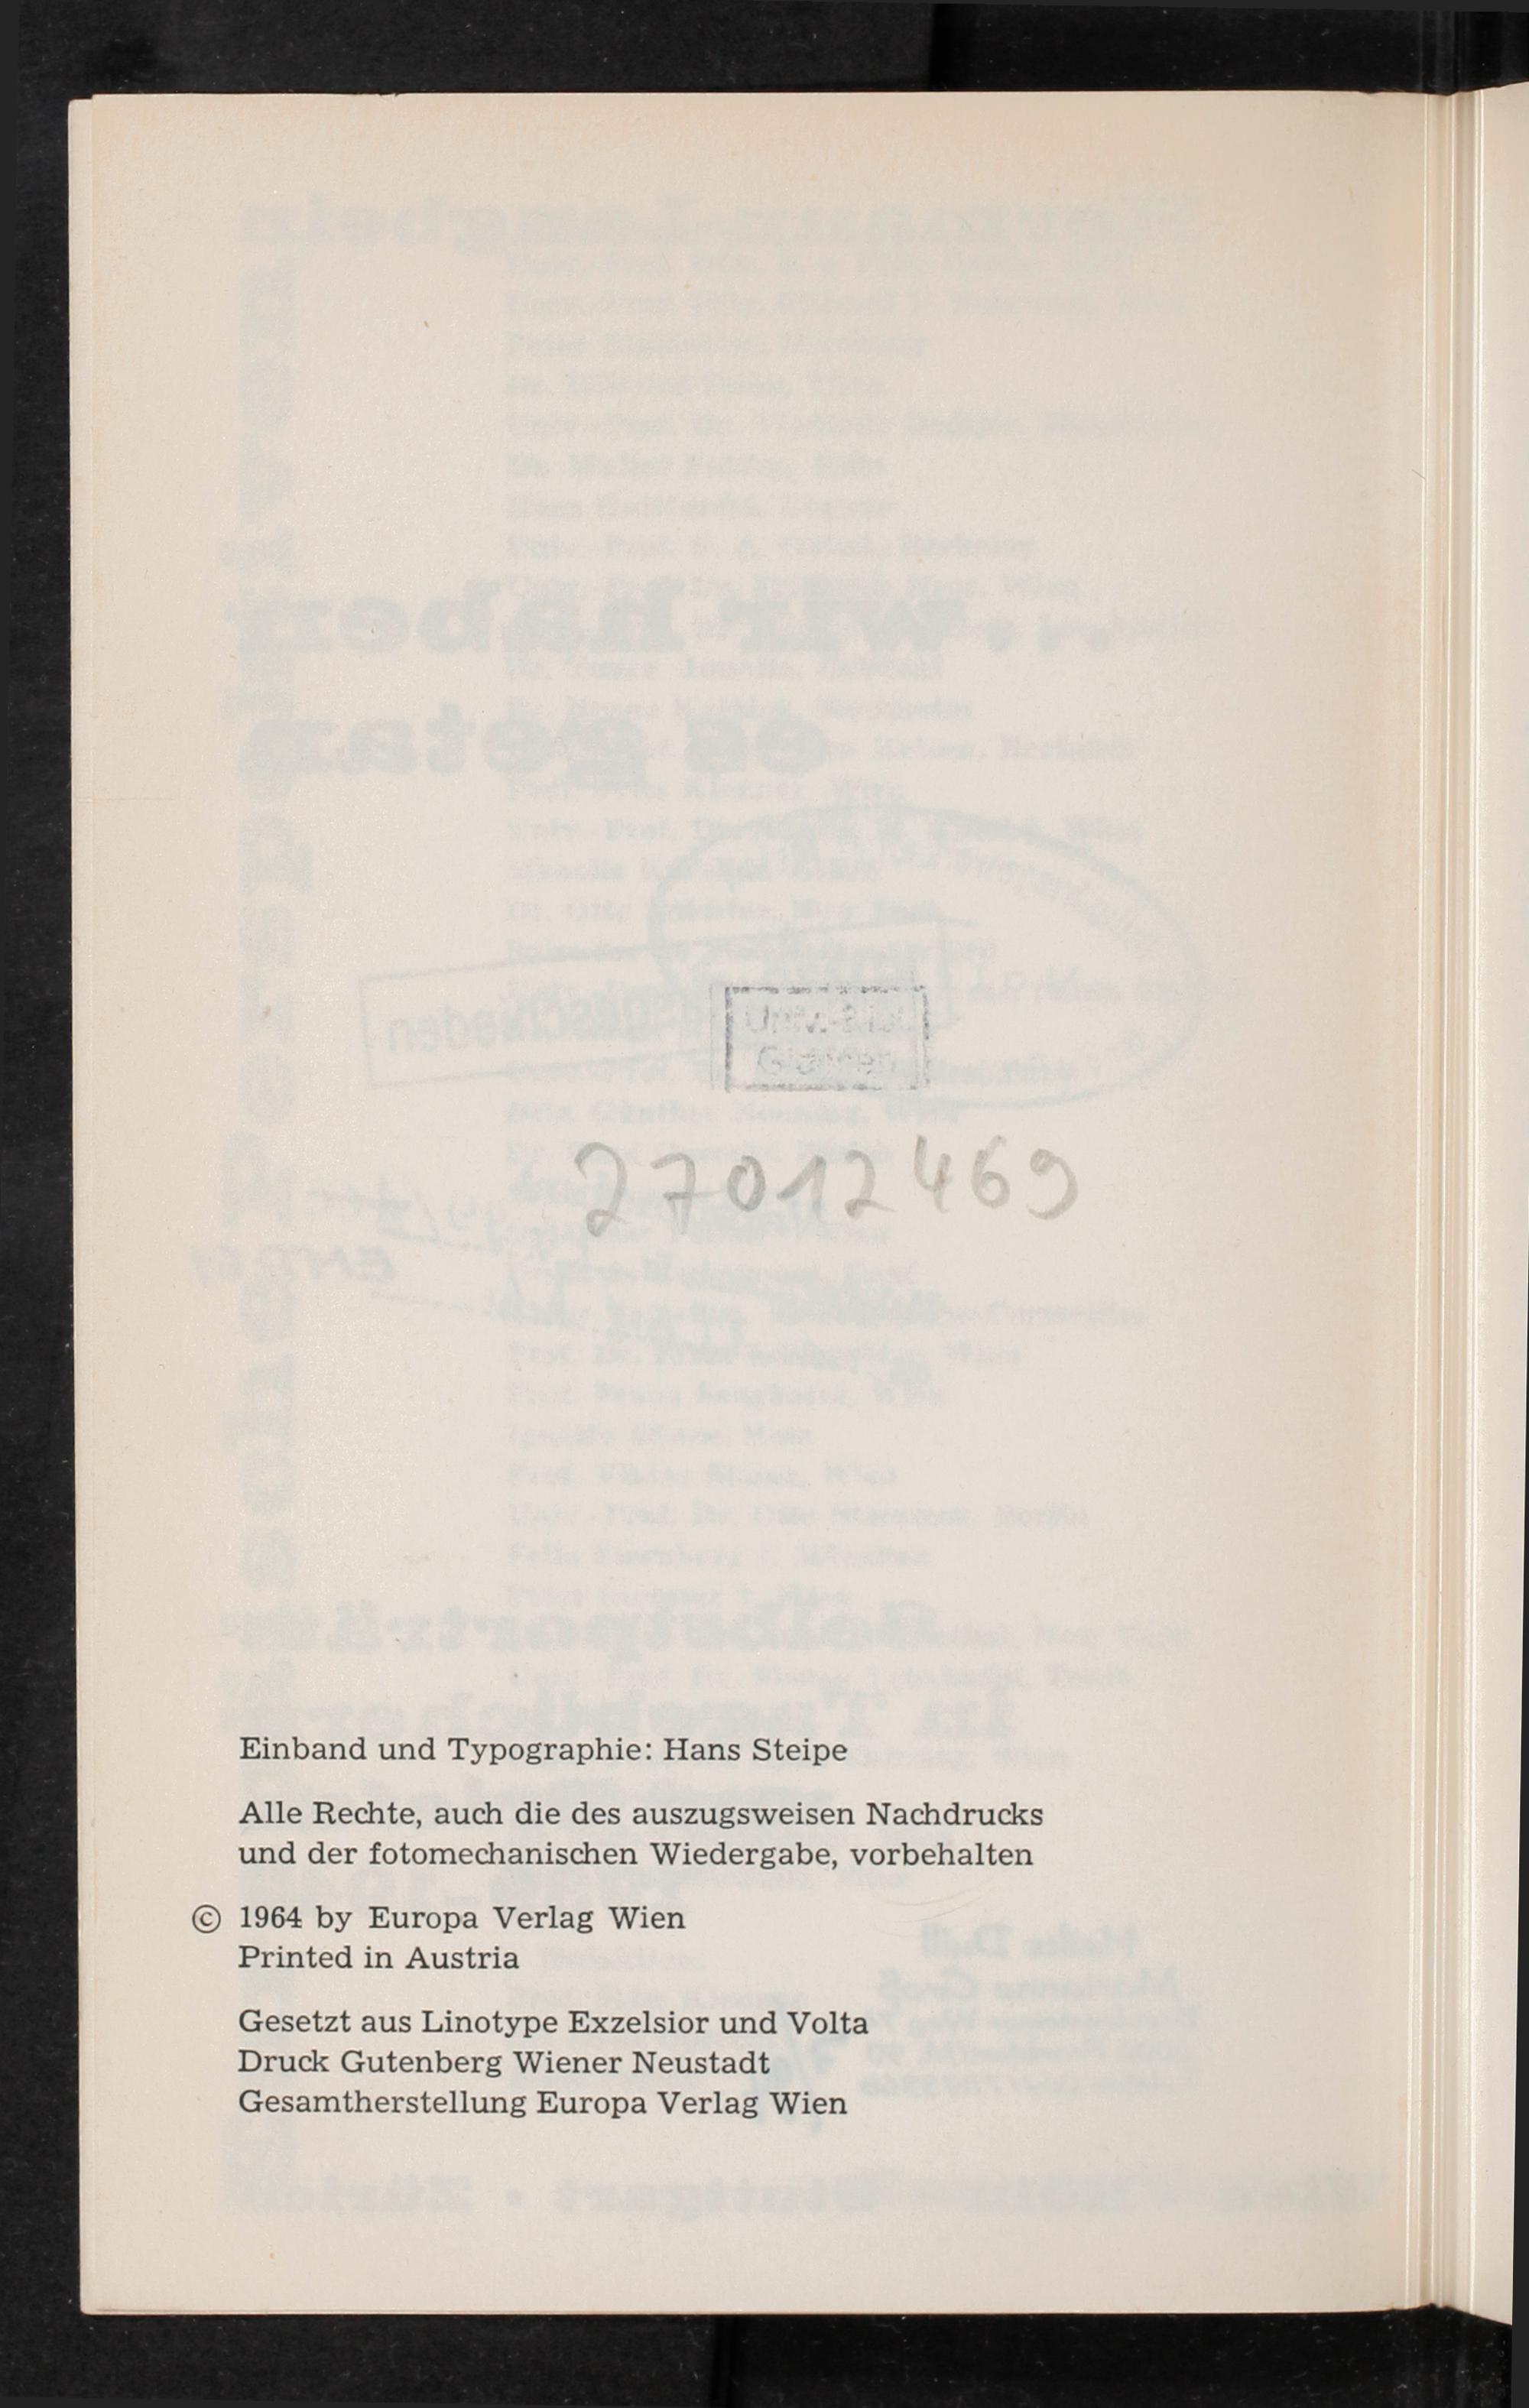 Univ.-Bibl.
Gießen
27012469
Einband und Typographie: Hans Steipe
Alle Rechte, auch die des auszugsweisen Nachdrucks
und der fotomechanischen Wiedergabe, vorbehalten
© 1964 by Europa Verlag Wien
Printed in Austria
Gesetzt aus Linotype Exzelsior und Volta
Druck Gutenberg Wiener Neustadt
Gesamtherstellung Europa Verlag Wien